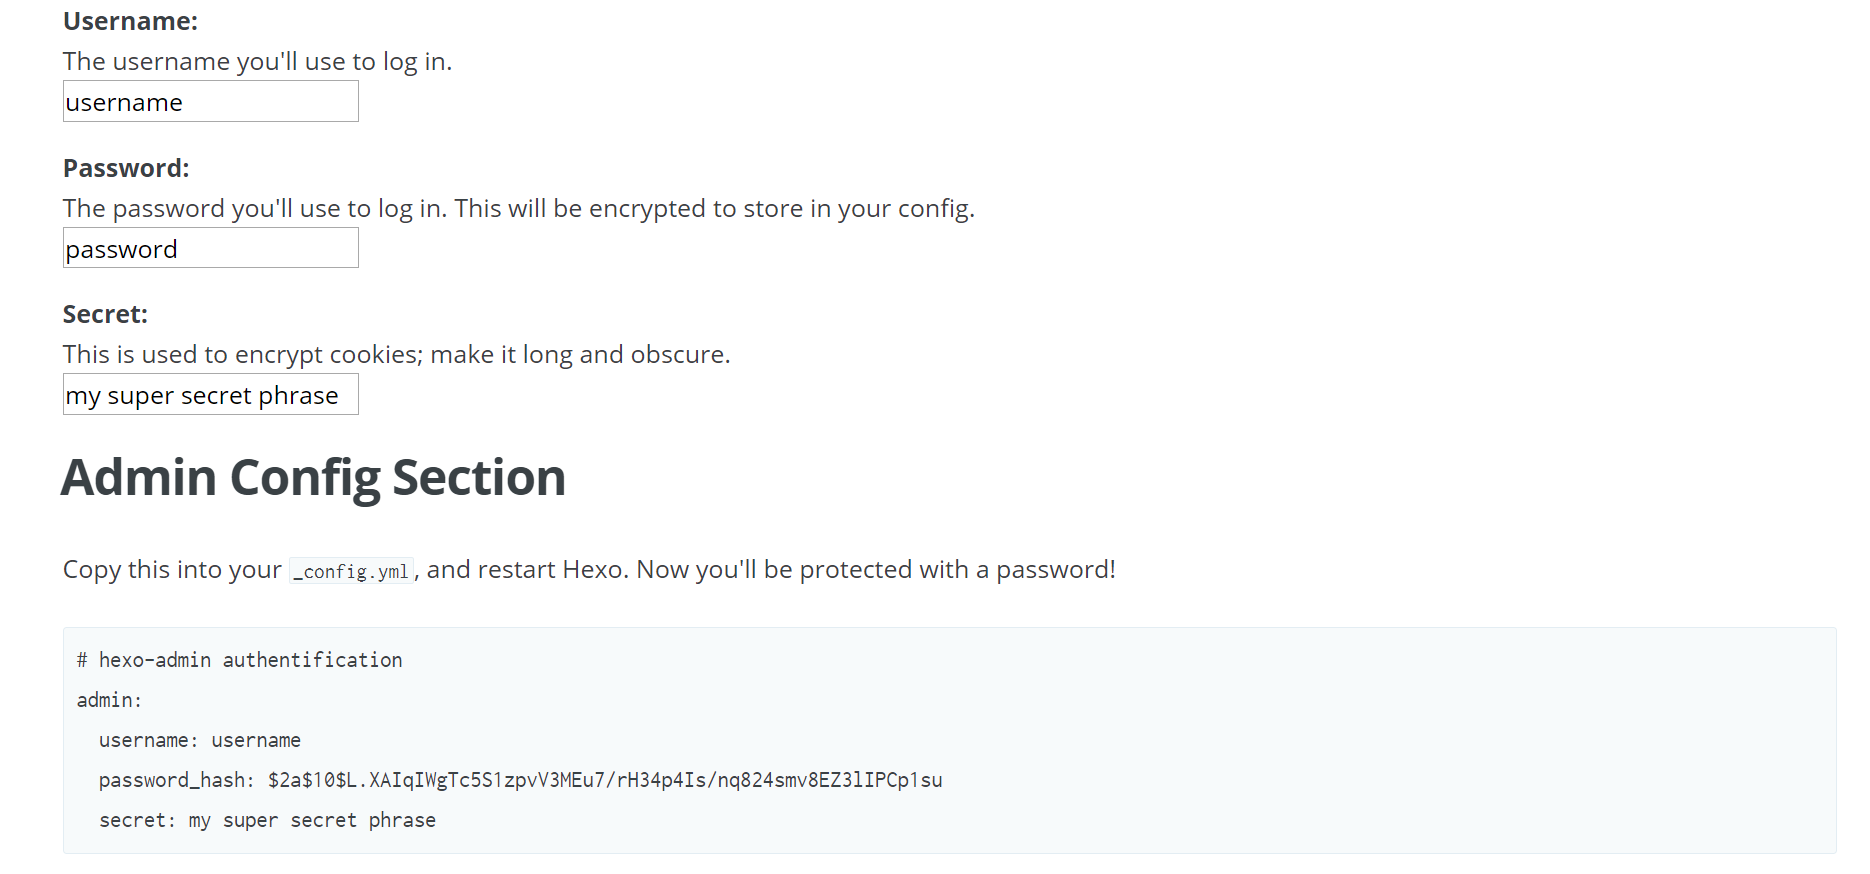 Username:
The username you'll use to log in.
username
Password:
The password you'll use to log in. This will be encrypted to store in your config.
password
Secret:
This is used to encrypt cookies; make it long and obscure.
my super secret phrase
Admin Config Section
Copy this into your _config.yml, and restart Hexo. Now you'll be protected with a password!
# hexo-admin authentification
admin:
  username: username
  password_hash: $2a$10$L.XAIqIWgTc5S1zpvV3MEu7/rH34p4Is/nq824smv8EZ3lIPCp1su
  secret: my super secret phrase